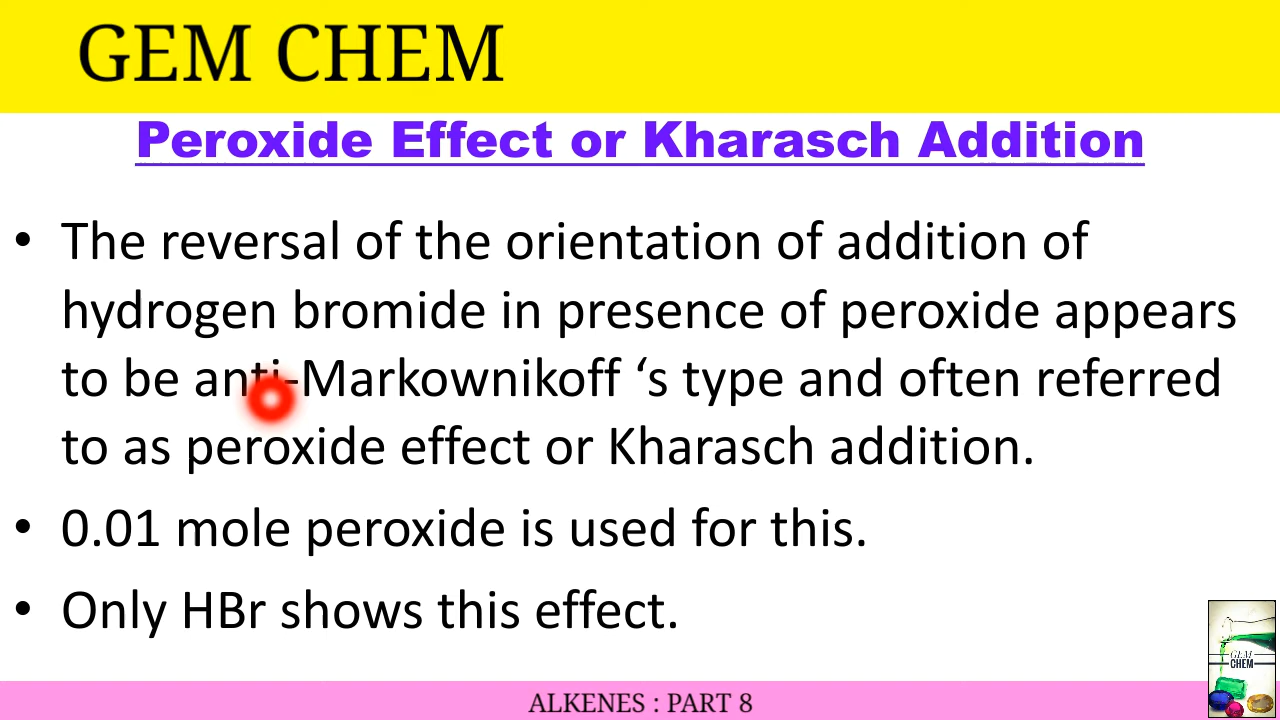 GEM CHEM
Peroxide Effect or Kharasch Addition
• The reversal of the orientation of addition of
hydrogen bromide in presence of peroxide appears
to be anti-Markownikoff ‘s type and often referred
to as peroxide effect or Kharasch addition.
• 0.01 mole peroxide is used for this.
• Only HBr shows this effect.
GEM
CHEM
ALKENES : PART 8